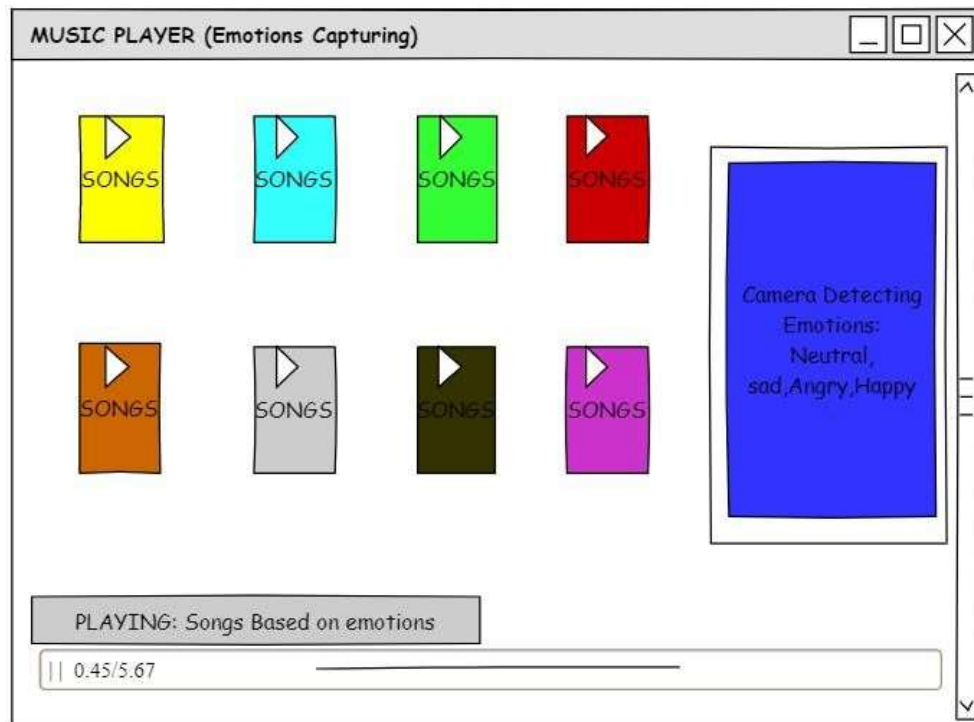 MUSIC PLAYER (Emotions Capturing)
SONGS
SONGS
SONGS
SONGS
Camera Detecting
Emotions:
Neutral,
sad,Angry,Happy
SONGS
SONGS
SONGS
SONGS
PLAYING: Songs Based on emotions
0.45/5.67